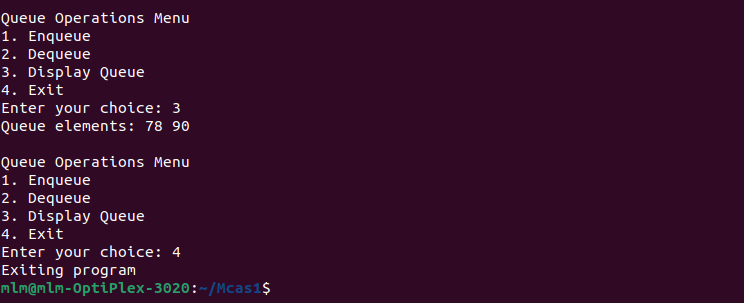 Queue Operations Menu
1. Enqueue
2. Dequeue
3. Display Queue
4. Exit
Enter your choice: 3
Queue elements: 78 90
Queue Operations Menu
1. Enqueue
2. Dequeue
3. Display Queue
4. Exit
Enter your choice: 4
Exiting program
mlm@mlm-OptiPlex-3020:~/Mcas1$